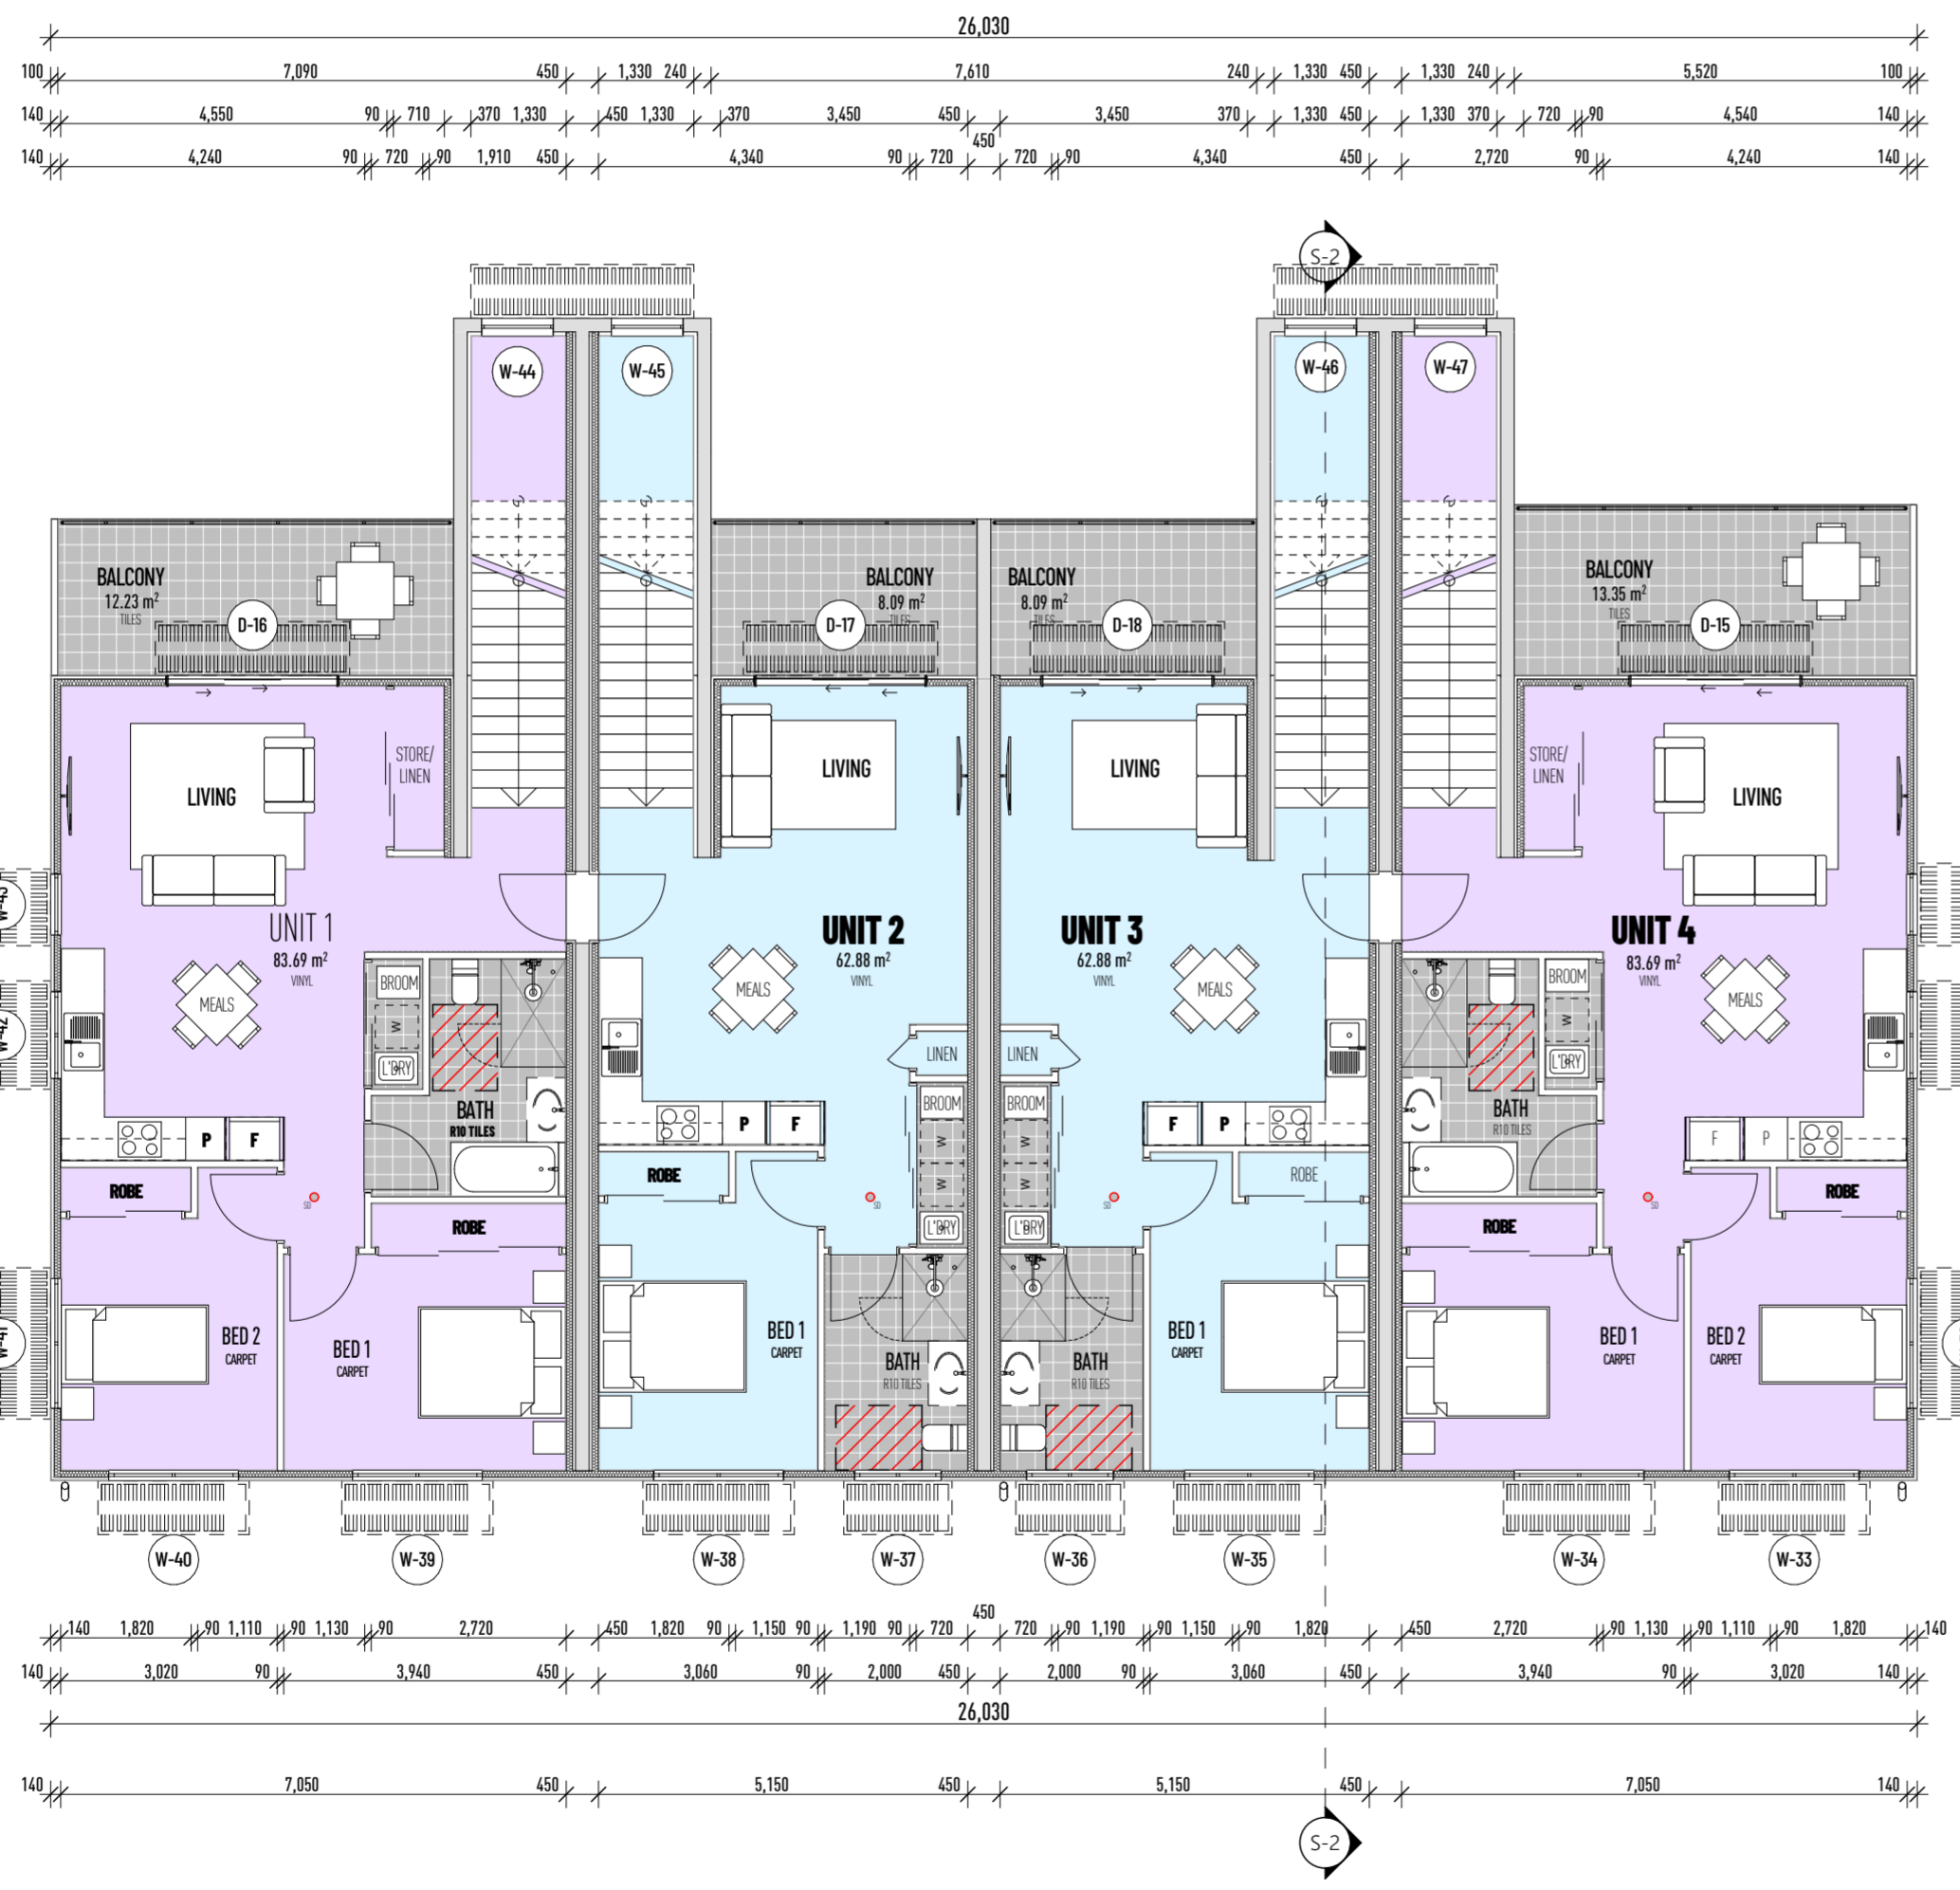 26,030
100 7,090 450 1,330 240 7,610 240 1,330 450 1,330 240 5,520 100
140 4,550 90 710 370 1,330 450 1,330 370 3,450 450 3,450 370 1,330 450 1,330 370 720 90 4,540 140
450
140 4,240 90 720 90 1,910 450 4,340 90 720 720 90 4,340 450 2,720 90 4,240 140
S-2
W-44 W-45 W-46 W-47
BALCONY BALCONY BALCONY BALCONY
12.23 m² 8.09 m² 8.09 m² 13.35 m²
TILES TILES TILES TILES
D-16 D-17 D-18 D-15
STORE/ STORE/
LINEN LINEN
LIVING LIVING LIVING LIVING
W-43
UNIT 1 UNIT 2 UNIT 3 UNIT 4
83.69 m² 62.88 m² 62.88 m² 83.69 m²
VINYL VINYL VINYL VINYL
BROOM BROOM
MEALS MEALS MEALS MEALS
W W
W-42
LINEN LINEN
L'DRY L'DRY
BATH BATH
R10 TILES R10 TILES
BROOM BROOM
P F P F F P F P
W W
W W
ROBE ROBE ROBE ROBE
SD SD SD SD
ROBE L'DRY L'DRY ROBE
BED 2 BED 1 BED 1 BED 1 BED 1 BED 2
CARPET CARPET CARPET CARPET CARPET CARPET
W-41
BATH BATH
R10 TILES R10 TILES
W-40 W-39 W-38 W-37 W-36 W-35 W-34 W-33
450
140 1,820 90 1,110 90 1,130 90 2,720 450 1,820 90 1,150 90 1,190 90 720 720 90 1,190 90 1,150 90 1,820 450 2,720 90 1,130 90 1,110 90 1,820 140
140 3,020 90 3,940 450 3,060 90 2,000 450 2,000 90 3,060 450 3,940 90 3,020 140
26,030
140 7,050 450 5,150 450 5,150 450 7,050 140
S-2